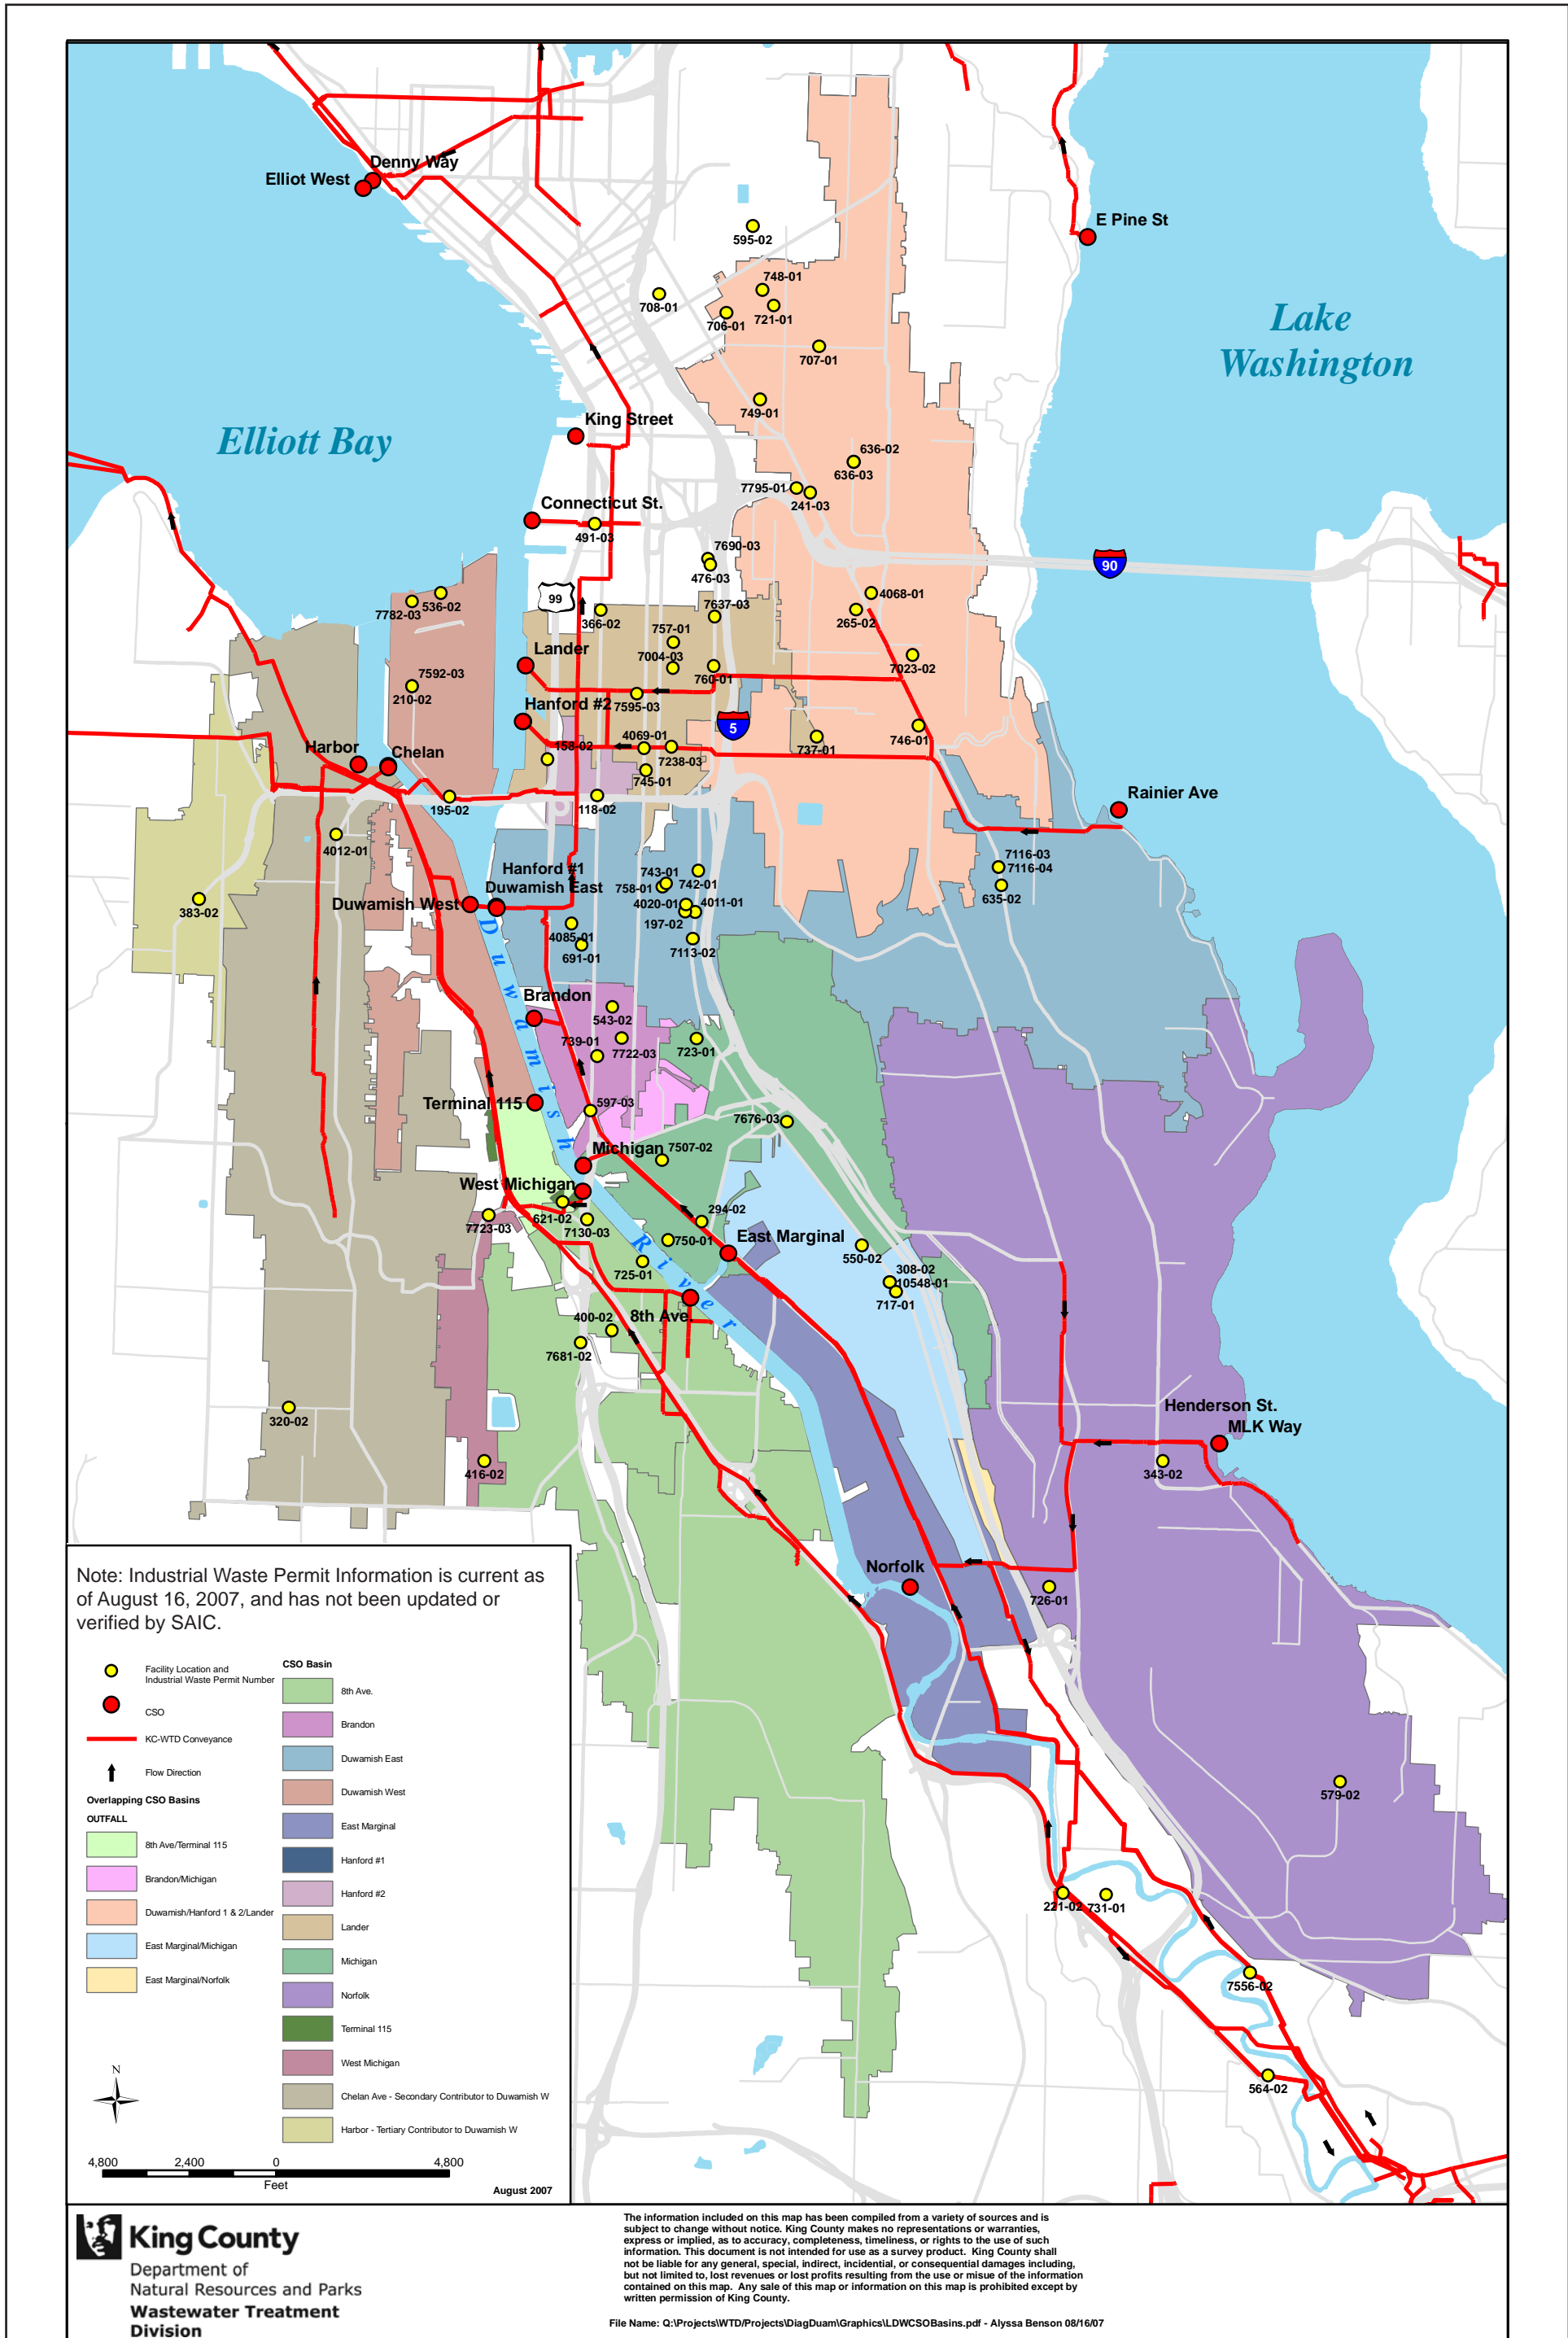 Denny Way
Elliot West
E Pine St
595-02
748-01
708-01
706-01
721-01
707-01
Lake
Washington
749-01
King Street
Elliott Bay
636-02
636-03
7795-01
241-03
Connecticut St.
491-03
7690-03
476-03
90
99
7782-03
536-02
366-02
7637-03
4068-01
265-02
757-01
Lander
7004-03
7592-03
760-01
7023-02
210-02
Hanford #2
7595-03
5
158-02
4069-01
737-01
746-01
Harbor
Chelan
7238-03
745-01
Rainier Ave
195-02
118-02
4012-01
7116-03
7116-04
Hanford #1
743-01
Duwamish East
758-01
742-01
635-02
383-02
Duwamish West
4020-01
4011-01
197-02
4085-01
691-01
7113-02
Duwamish
Brandon
543-02
739-01
7722-03
723-01
Terminal 115
597-03
7676-03
Michigan
7507-02
West Michigan
621-02
7723-03
7130-03
294-02
River
750-01
East Marginal
550-02
725-01
308-02
10548-01
717-01
400-02
8th Ave.
7681-02
Henderson St.
MLK Way
320-02
416-02
343-02
Norfolk
726-01
579-02
221-02
731-01
7556-02
564-02
Note: Industrial Waste Permit Information is current as
of August 16, 2007, and has not been updated or
verified by SAIC.
Facility Location and
Industrial Waste Permit Number
CSO
KC-WTD Conveyance
Flow Direction
Overlapping CSO Basins
OUTFALL
8th Ave/Terminal 115
Brandon/Michigan
Duwamish/Hanford 1 & 2/Lander
East Marginal/Michigan
East Marginal/Norfolk
CSO Basin
8th Ave.
Brandon
Duwamish East
Duwamish West
East Marginal
Hanford #1
Hanford #2
Lander
Michigan
Norfolk
Terminal 115
West Michigan
Chelan Ave - Secondary Contributor to Duwamish W
Harbor - Tertiary Contributor to Duwamish W
N
4,800 2,400 0 4,800
Feet
August 2007
King County
Department of
Natural Resources and Parks
Wastewater Treatment
Division
The information included on this map has been compiled from a variety of sources and is
subject to change without notice. King County makes no representations or warranties,
express or implied, as to accuracy, completeness, timeliness, or rights to the use of such
information. This document is not intended for use as a survey product. King County shall
not be liable for any general, special, indirect, incidential, or consequential damages including,
but not limited to, lost revenues or lost profits resulting from the use or misue of the information
contained on this map. Any sale of this map or information on this map is prohibited except by
written permission of King County.
File Name: Q:\Projects\WTD/Projects\DiagDuam\Graphics\LDWCSOBasins.pdf - Alyssa Benson 08/16/07